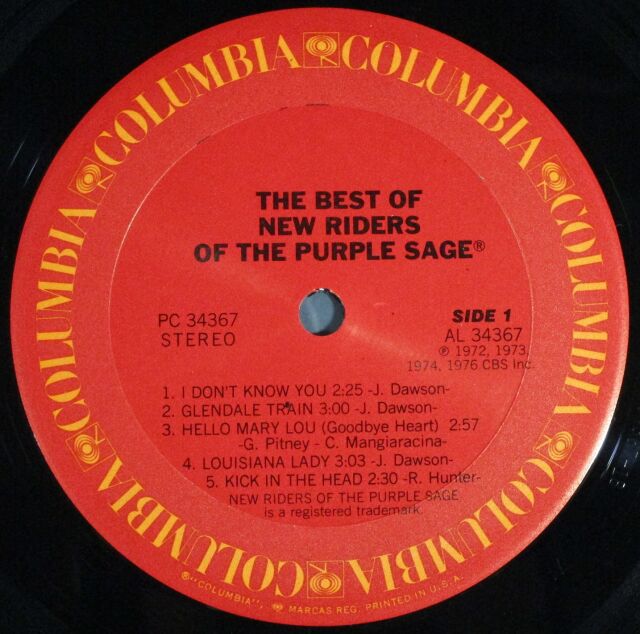 COLUMBIA COLUMBIA COLUMBIA COLUMBIA COLUMBIA COLUMBIA COLUMBIA COLUMBIA
THE BEST OF
NEW RIDERS
OF THE PURPLE SAGE®
PC 34367
STEREO
SIDE 1
AL 34367
℗ 1972, 1973,
1974, 1976 CBS Inc.
1. I DON'T KNOW YOU 2:25 -J. Dawson-
2. GLENDALE TRAIN 3:00 -J. Dawson-
3. HELLO MARY LOU (Goodbye Heart) 2:57
-G. Pitney - C. Mangiaracina-
4. LOUISIANA LADY 3:03 -J. Dawson-
5. KICK IN THE HEAD 2:30 -R. Hunter-
NEW RIDERS OF THE PURPLE SAGE
is a registered trademark.
®"COLUMBIA", MARCAS REG. PRINTED IN U.S.A.